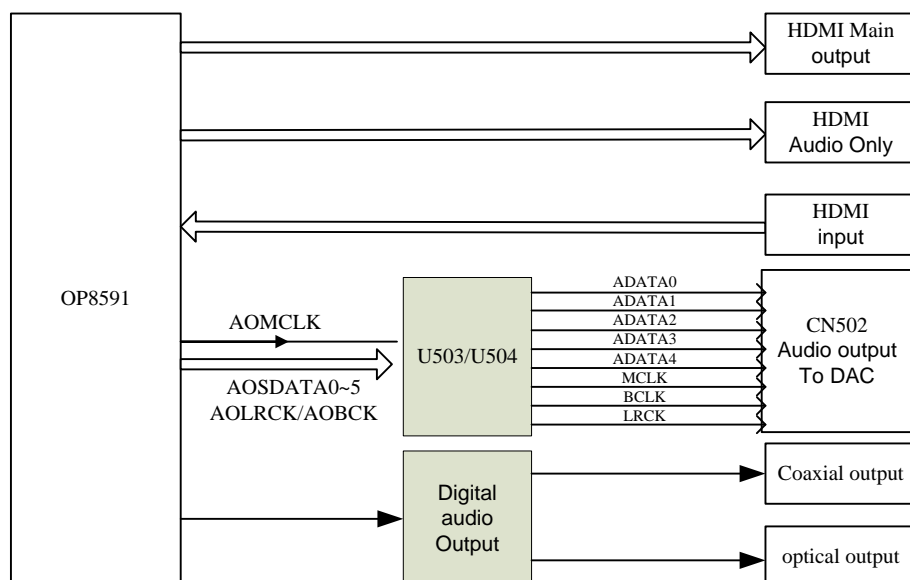 HDMI Main
output
HDMI
Audio Only
HDMI
input
OP8591
AOMCLK
AOSDATA0~5
AOLRCK/AOBCK
U503/U504
ADATA0
ADATA1
ADATA2
ADATA3
ADATA4
MCLK
BCLK
LRCK
CN502
Audio output
To DAC
Digital
audio
Output
Coaxial output
optical output